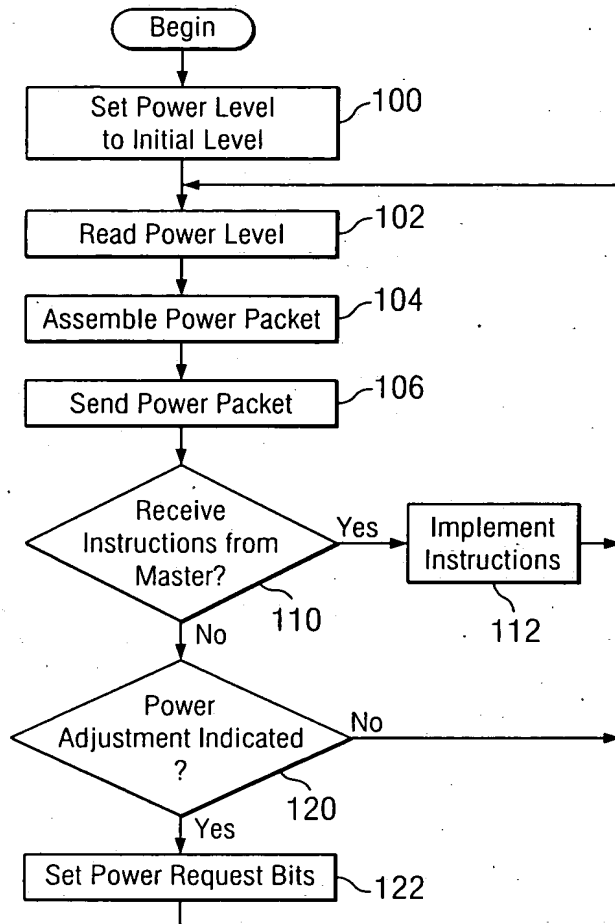 Begin
Set Power Level
to Initial Level
100
Read Power Level
102
Assemble Power Packet
104
Send Power Packet
106
Receive
Instructions from
Master?
110
Yes
Implement
Instructions
112
No
Power
Adjustment Indicated
?
120
No
Yes
Set Power Request Bits
122